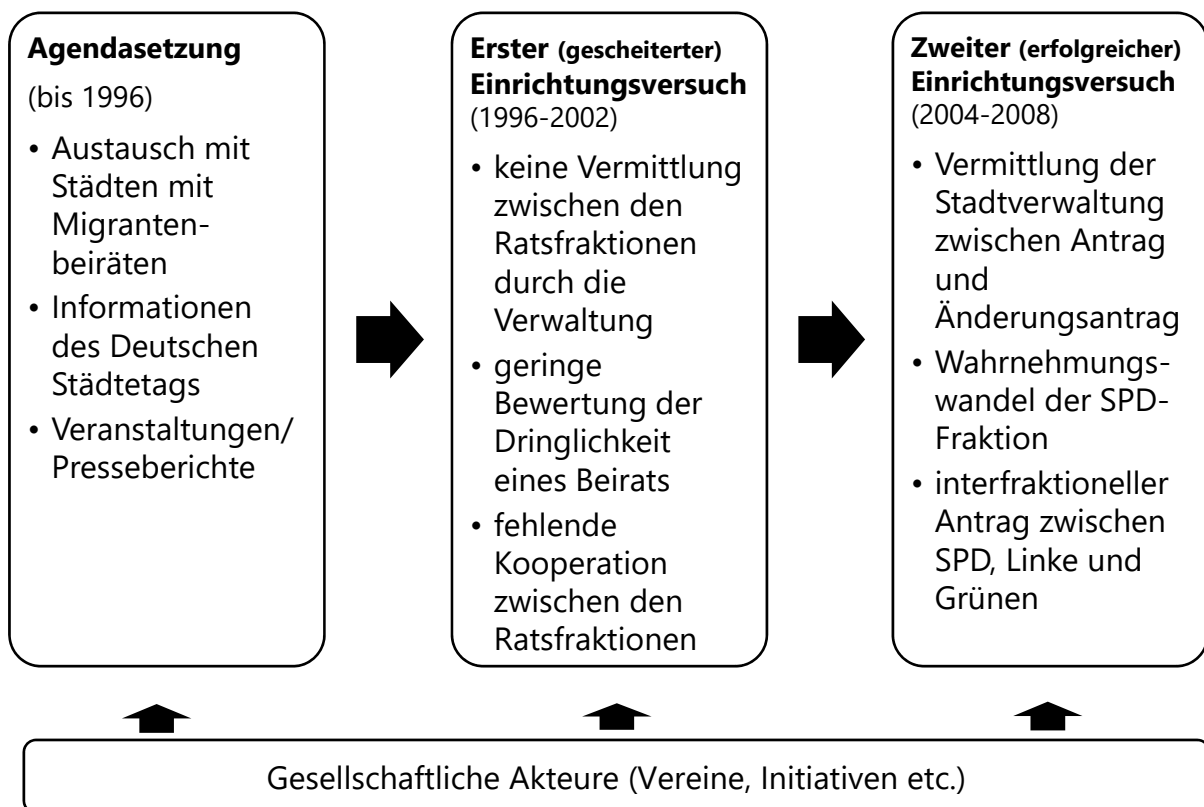 Agendasetzung
(bis 1996)
• Austausch mit
Städten mit
Migranten-
beiräten
• Informationen
des Deutschen
Städtetags
• Veranstaltungen/
Presseberichte
Erster (gescheiterter)
Einrichtungsversuch
(1996-2002)
• keine Vermittlung
zwischen den
Ratsfraktionen
durch die
Verwaltung
• geringe
Bewertung der
Dringlichkeit
eines Beirats
• fehlende
Kooperation
zwischen den
Ratsfraktionen
Zweiter (erfolgreicher)
Einrichtungsversuch
(2004-2008)
• Vermittlung der
Stadtverwaltung
zwischen Antrag
und
Änderungsantrag
• Wahrnehmungs-
wandel der SPD-
Fraktion
• interfraktioneller
Antrag zwischen
SPD, Linke und
Grünen
Gesellschaftliche Akteure (Vereine, Initiativen etc.)